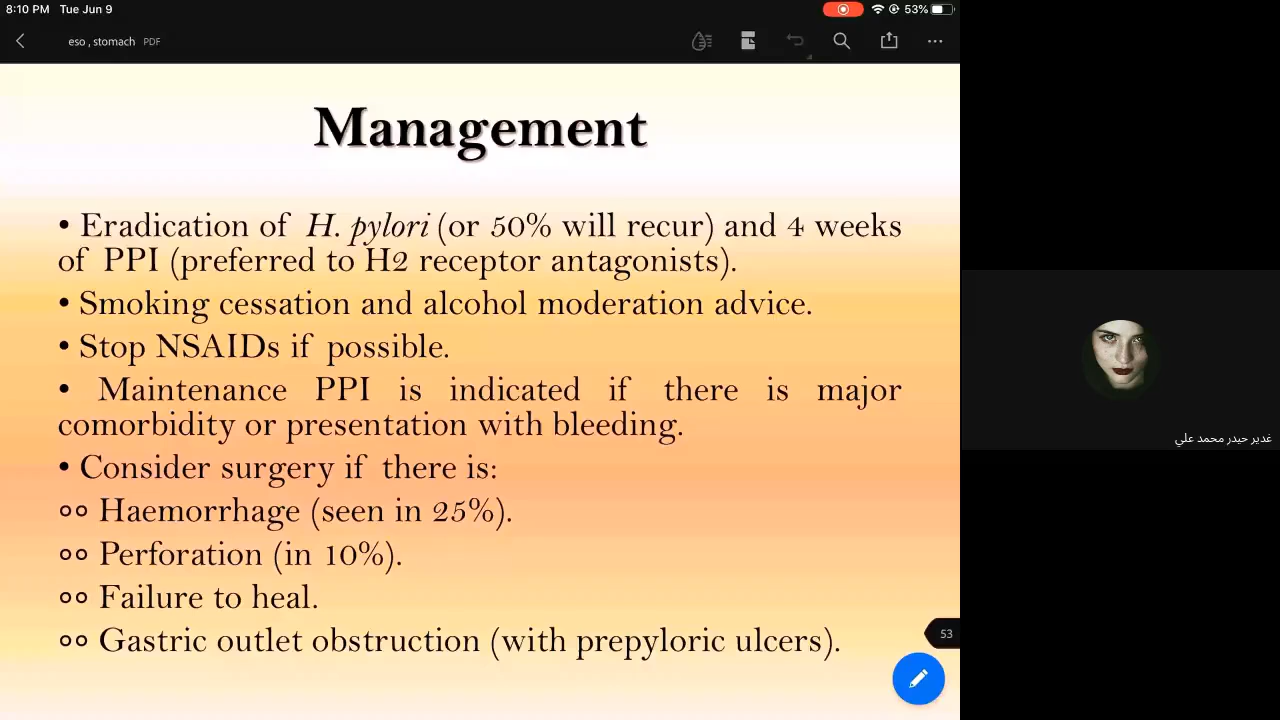 8:10 PM Tue Jun 9
53%
eso , stomach PDF
Management
• Eradication of H. pylori (or 50% will recur) and 4 weeks
of PPI (preferred to H2 receptor antagonists).
• Smoking cessation and alcohol moderation advice.
• Stop NSAIDs if possible.
• Maintenance PPI is indicated if there is major
comorbidity or presentation with bleeding.
• Consider surgery if there is:
∘∘ Haemorrhage (seen in 25%).
∘∘ Perforation (in 10%).
∘∘ Failure to heal.
∘∘ Gastric outlet obstruction (with prepyloric ulcers).
53
غدير حيدر محمد علي